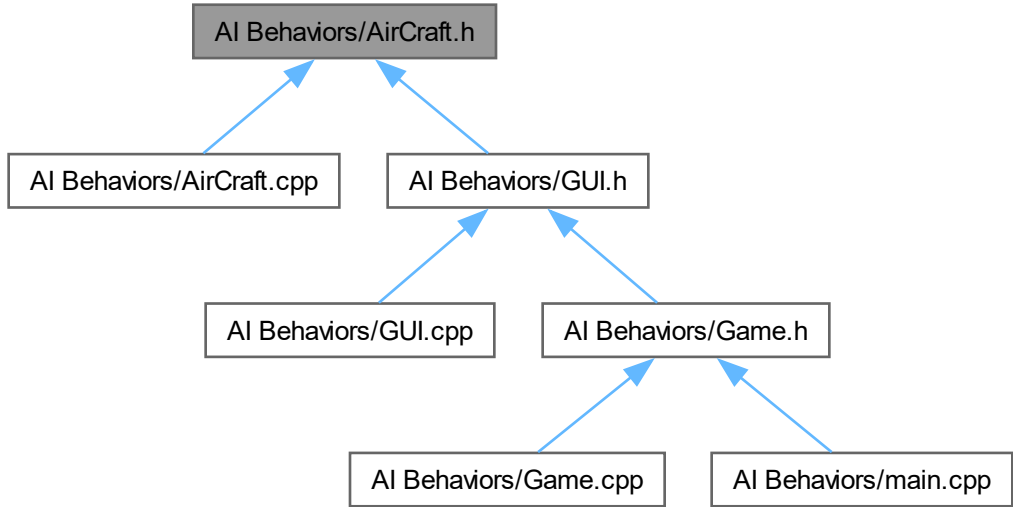 AI Behaviors/AirCraft.h
AI Behaviors/AirCraft.cpp
AI Behaviors/GUI.h
AI Behaviors/GUI.cpp
AI Behaviors/Game.h
AI Behaviors/Game.cpp
AI Behaviors/main.cpp